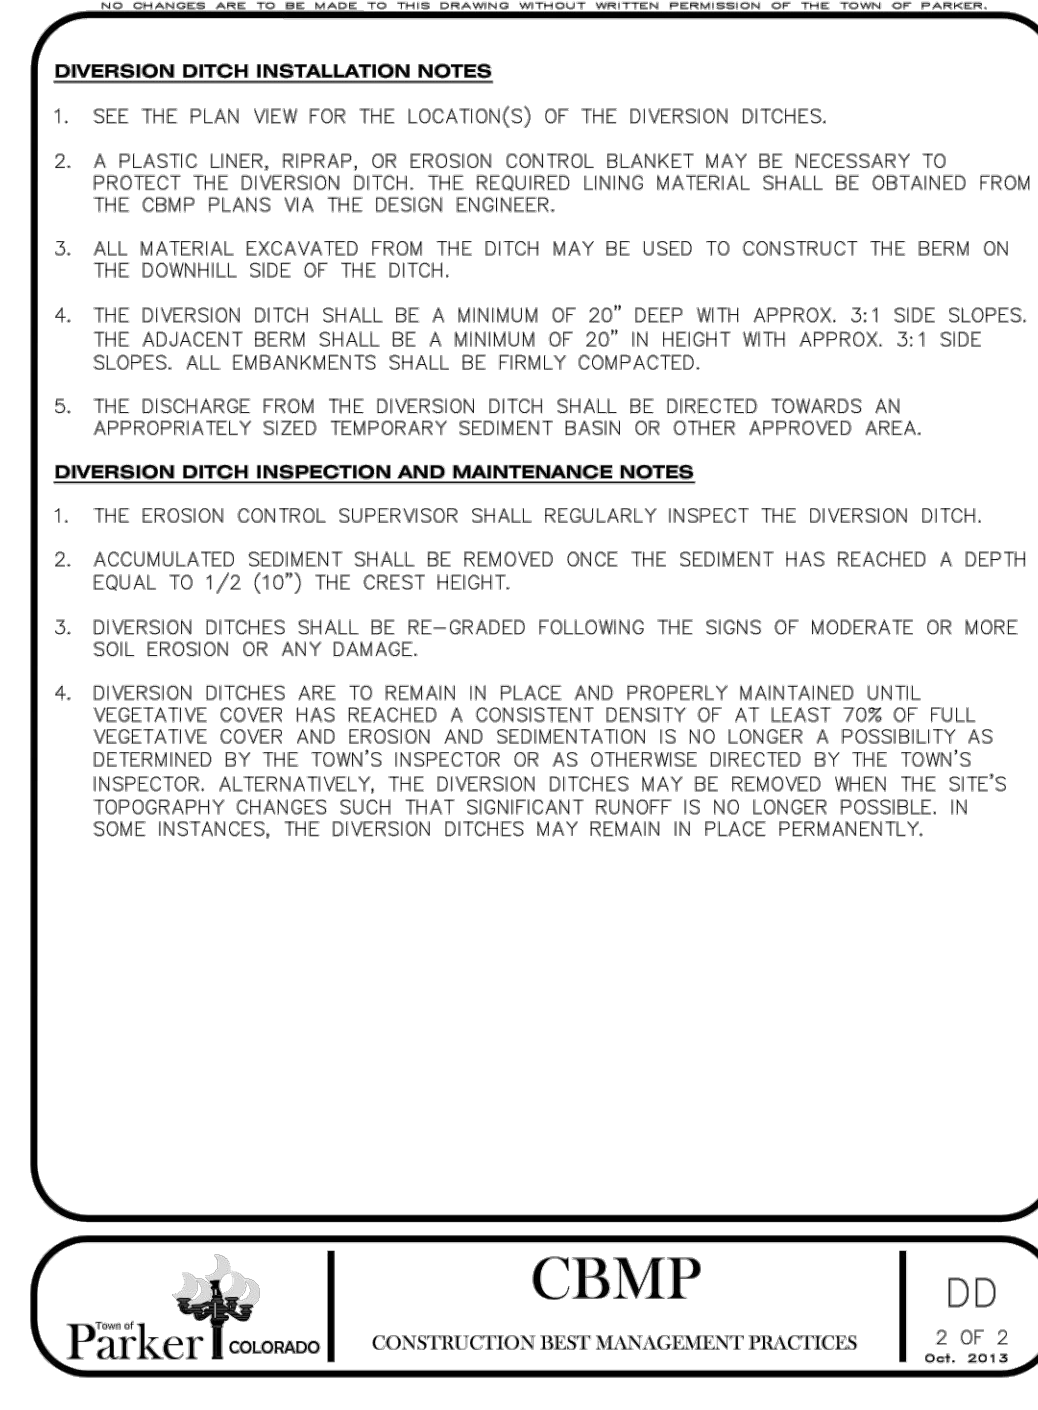 NO CHANGES ARE TO BE MADE TO THIS DRAWING WITHOUT WRITTEN PERMISSION OF THE TOWN OF PARKER.
DIVERSION DITCH INSTALLATION NOTES
1. SEE THE PLAN VIEW FOR THE LOCATION(S) OF THE DIVERSION DITCHES.
2. A PLASTIC LINER, RIPRAP, OR EROSION CONTROL BLANKET MAY BE NECESSARY TO
PROTECT THE DIVERSION DITCH. THE REQUIRED LINING MATERIAL SHALL BE OBTAINED FROM
THE CBMP PLANS VIA THE DESIGN ENGINEER.
3. ALL MATERIAL EXCAVATED FROM THE DITCH MAY BE USED TO CONSTRUCT THE BERM ON
THE DOWNHILL SIDE OF THE DITCH.
4. THE DIVERSION DITCH SHALL BE A MINIMUM OF 20" DEEP WITH APPROX. 3:1 SIDE SLOPES.
THE ADJACENT BERM SHALL BE A MINIMUM OF 20" IN HEIGHT WITH APPROX. 3:1 SIDE
SLOPES. ALL EMBANKMENTS SHALL BE FIRMLY COMPACTED.
5. THE DISCHARGE FROM THE DIVERSION DITCH SHALL BE DIRECTED TOWARDS AN
APPROPRIATELY SIZED TEMPORARY SEDIMENT BASIN OR OTHER APPROVED AREA.
DIVERSION DITCH INSPECTION AND MAINTENANCE NOTES
1. THE EROSION CONTROL SUPERVISOR SHALL REGULARLY INSPECT THE DIVERSION DITCH.
2. ACCUMULATED SEDIMENT SHALL BE REMOVED ONCE THE SEDIMENT HAS REACHED A DEPTH
EQUAL TO 1/2 (10") THE CREST HEIGHT.
3. DIVERSION DITCHES SHALL BE RE-GRADED FOLLOWING THE SIGNS OF MODERATE OR MORE
SOIL EROSION OR ANY DAMAGE.
4. DIVERSION DITCHES ARE TO REMAIN IN PLACE AND PROPERLY MAINTAINED UNTIL
VEGETATIVE COVER HAS REACHED A CONSISTENT DENSITY OF AT LEAST 70% OF FULL
VEGETATIVE COVER AND EROSION AND SEDIMENTATION IS NO LONGER A POSSIBILITY AS
DETERMINED BY THE TOWN'S INSPECTOR OR AS OTHERWISE DIRECTED BY THE TOWN'S
INSPECTOR. ALTERNATIVELY, THE DIVERSION DITCHES MAY BE REMOVED WHEN THE SITE'S
TOPOGRAPHY CHANGES SUCH THAT SIGNIFICANT RUNOFF IS NO LONGER POSSIBLE. IN
SOME INSTANCES, THE DIVERSION DITCHES MAY REMAIN IN PLACE PERMANENTLY.
Town of
Parker COLORADO
CBMP
CONSTRUCTION BEST MANAGEMENT PRACTICES
DD
2 OF 2
Oct. 2013